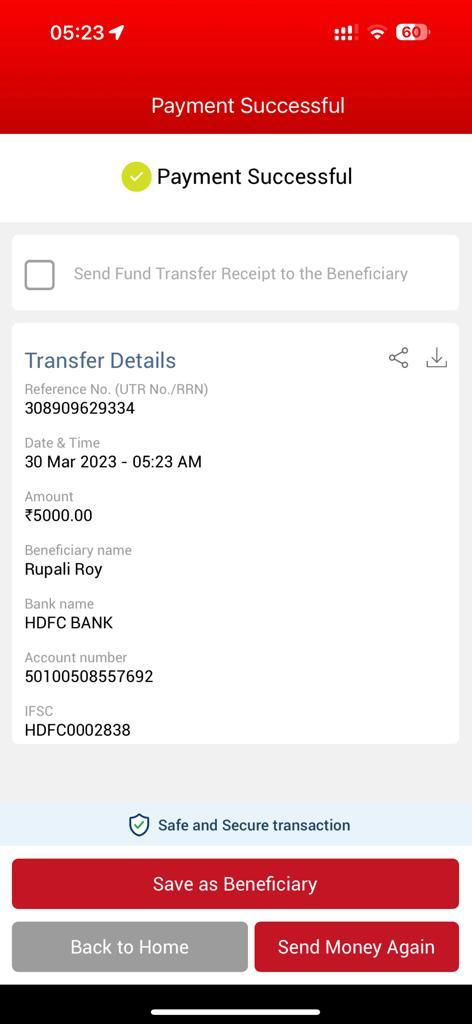 05:23
60
Payment Successful
Payment Successful
Send Fund Transfer Receipt to the Beneficiary
Transfer Details
Reference No. (UTR No./RRN)
308909629334
Date & Time
30 Mar 2023 - 05:23 AM
Amount
₹5000.00
Beneficiary name
Rupali Roy
Bank name
HDFC BANK
Account number
50100508557692
IFSC
HDFC0002838
Safe and Secure transaction
Save as Beneficiary
Back to Home
Send Money Again